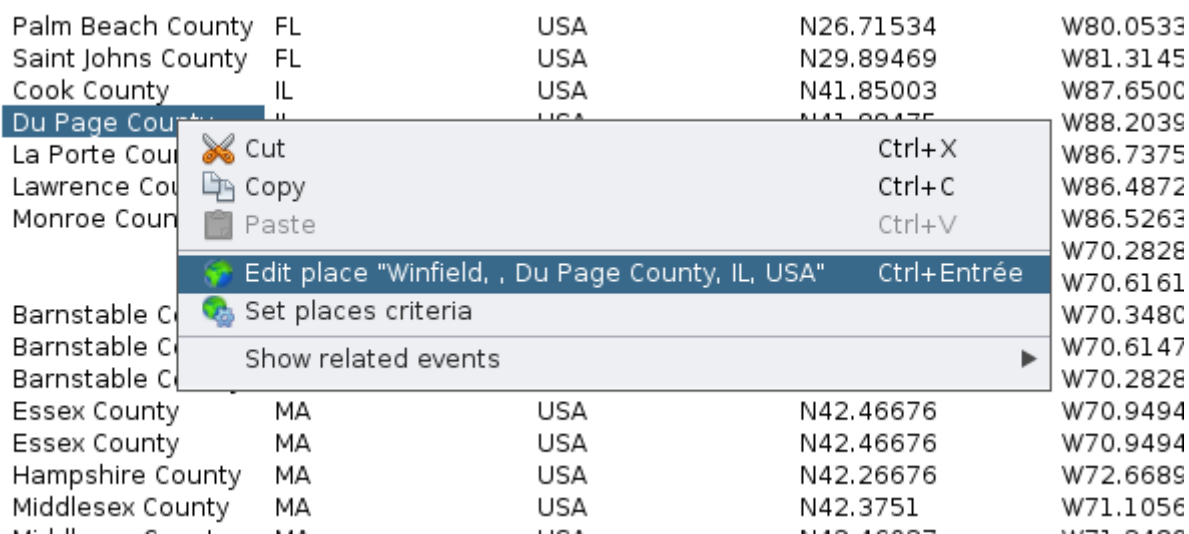 Palm Beach County FL USA N26.71534 W80.0533
Saint Johns County FL USA N29.89469 W81.3145
Cook County IL USA N41.85003 W87.6500
Du Page County IL USA N41.88475 W88.2039
La Porte Cou W86.7375
Cut Ctrl+X
Lawrence Cou W86.4872
Copy Ctrl+C
Monroe Coun W86.5263
Paste Ctrl+V
W70.2828
Edit place "Winfield, , Du Page County, IL, USA" Ctrl+Entrée
W70.6161
Barnstable C W70.3480
Set places criteria
Barnstable C W70.6147
Show related events
Barnstable C W70.2828
Essex County MA USA N42.46676 W70.9494
Essex County MA USA N42.46676 W70.9494
Hampshire County MA USA N42.26676 W72.6689
Middlesex County MA USA N42.3751 W71.1056